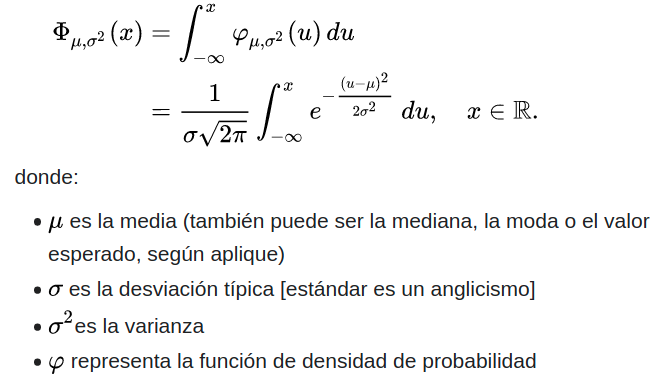 Φ_{μ,σ²}(x) = ∫_{−∞}^{x} φ_{μ,σ²}(u) du
= \frac{1}{σ√(2π)} ∫_{−∞}^{x} e^{−\frac{(u−μ)²}{2σ²}} du, x ∈ ℝ.
donde:
• μ es la media (también puede ser la mediana, la moda o el valor
esperado, según aplique)
• σ es la desviación típica [estándar es un anglicismo]
• σ² es la varianza
• φ representa la función de densidad de probabilidad